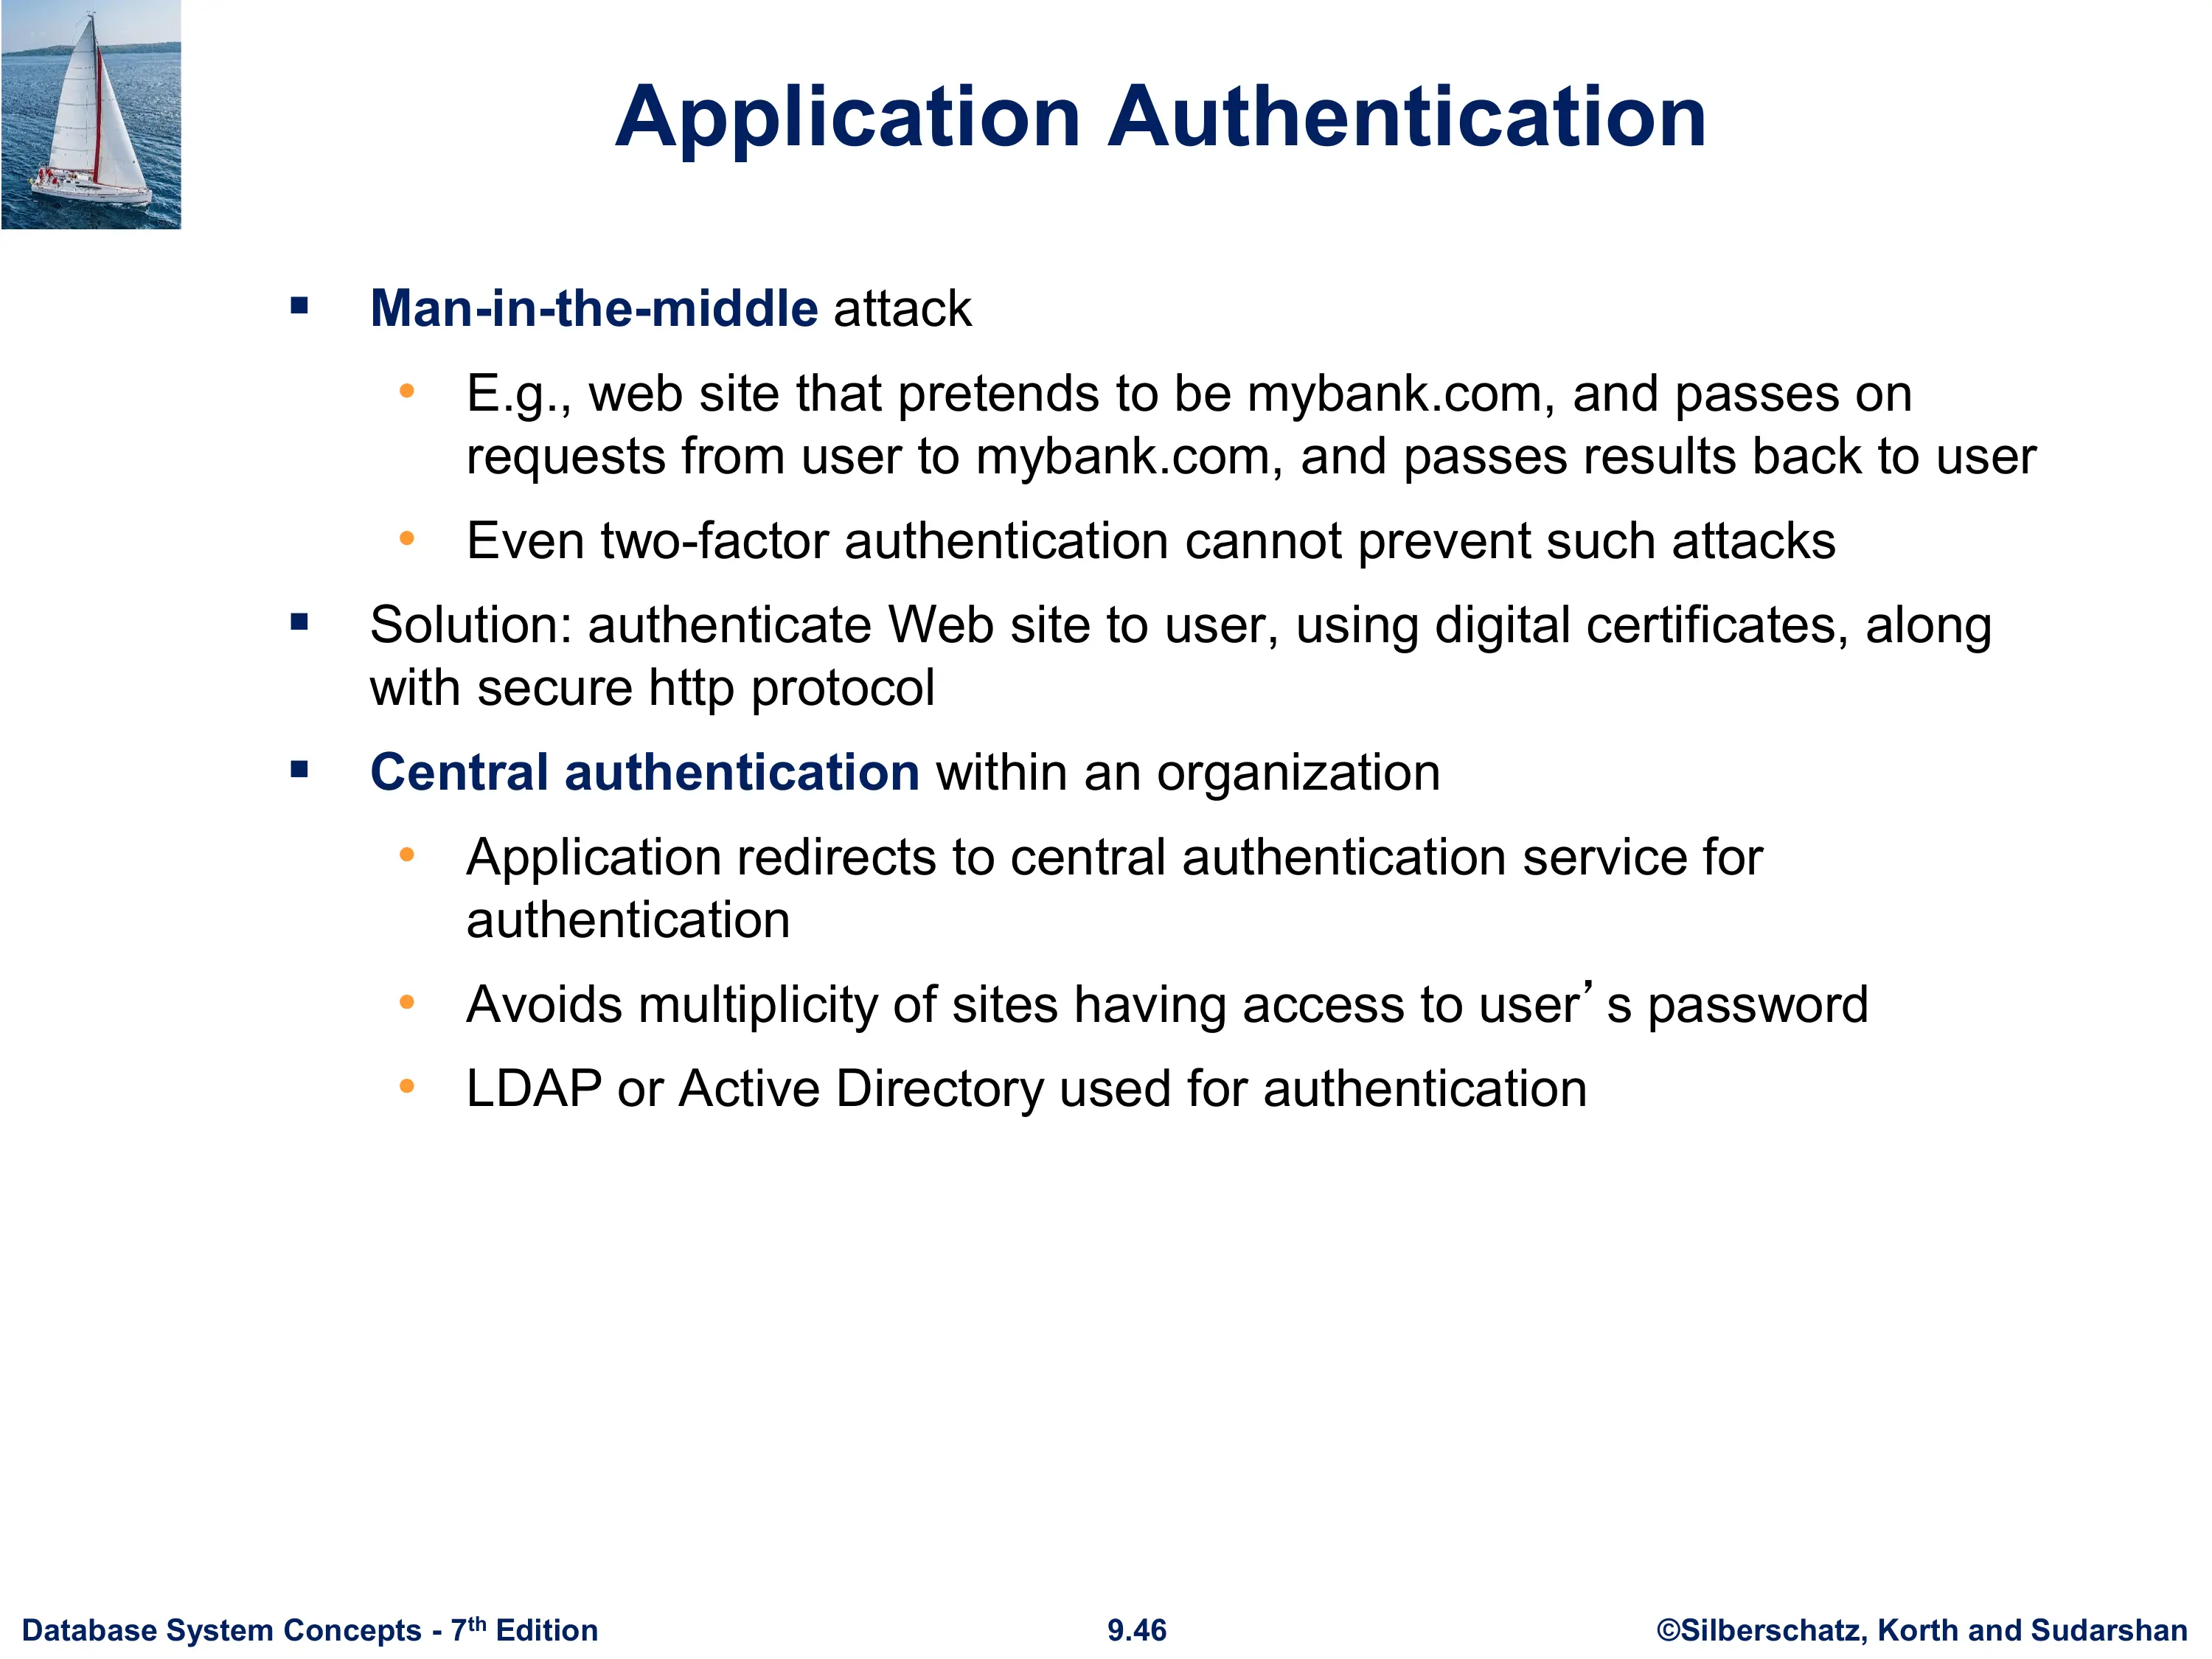 Application Authentication
▪ Man-in-the-middle attack
• E.g., web site that pretends to be mybank.com, and passes on
requests from user to mybank.com, and passes results back to user
• Even two-factor authentication cannot prevent such attacks
▪ Solution: authenticate Web site to user, using digital certificates, along
with secure http protocol
▪ Central authentication within an organization
• Application redirects to central authentication service for
authentication
• Avoids multiplicity of sites having access to user’s password
• LDAP or Active Directory used for authentication
Database System Concepts - 7th Edition
9.46
©Silberschatz, Korth and Sudarshan